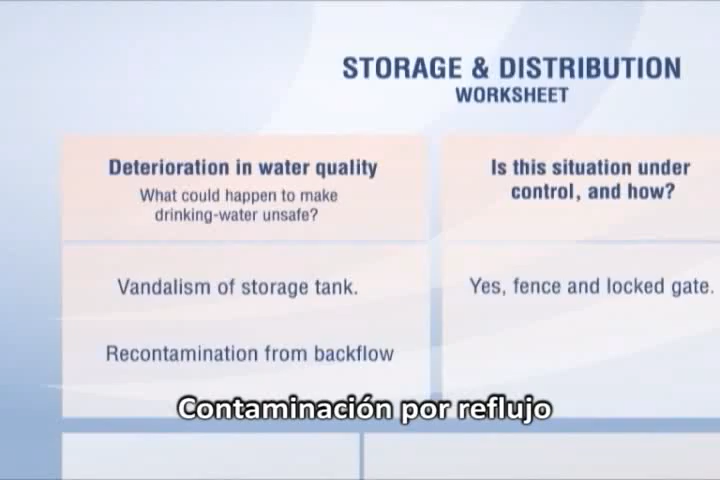 STORAGE & DISTRIBUTION
WORKSHEET
Deterioration in water quality
What could happen to make
drinking-water unsafe?
Is this situation under
control, and how?
Vandalism of storage tank.
Yes, fence and locked gate.
Recontamination from backflow
Contaminación por reflujo